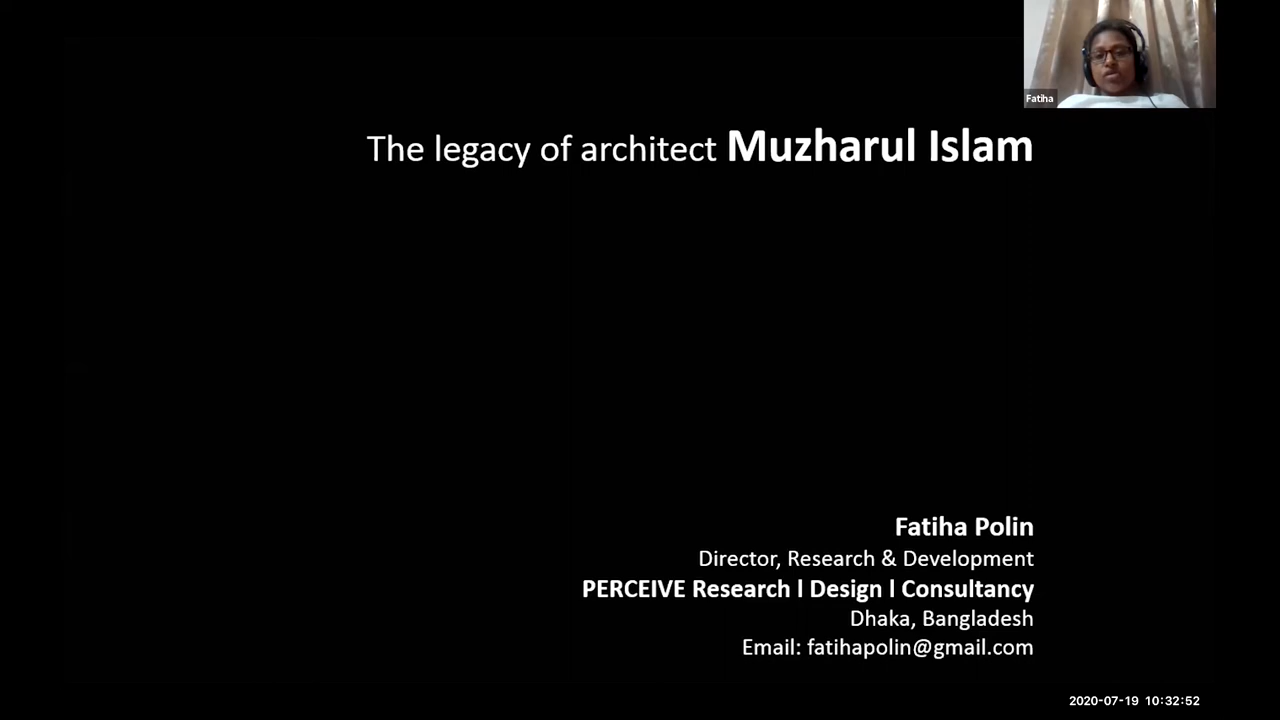 Fatiha
The legacy of architect Muzharul Islam
Fatiha Polin
Director, Research & Development
PERCEIVE Research l Design l Consultancy
Dhaka, Bangladesh
Email: fatihapolin@gmail.com
2020-07-19 10:32:52